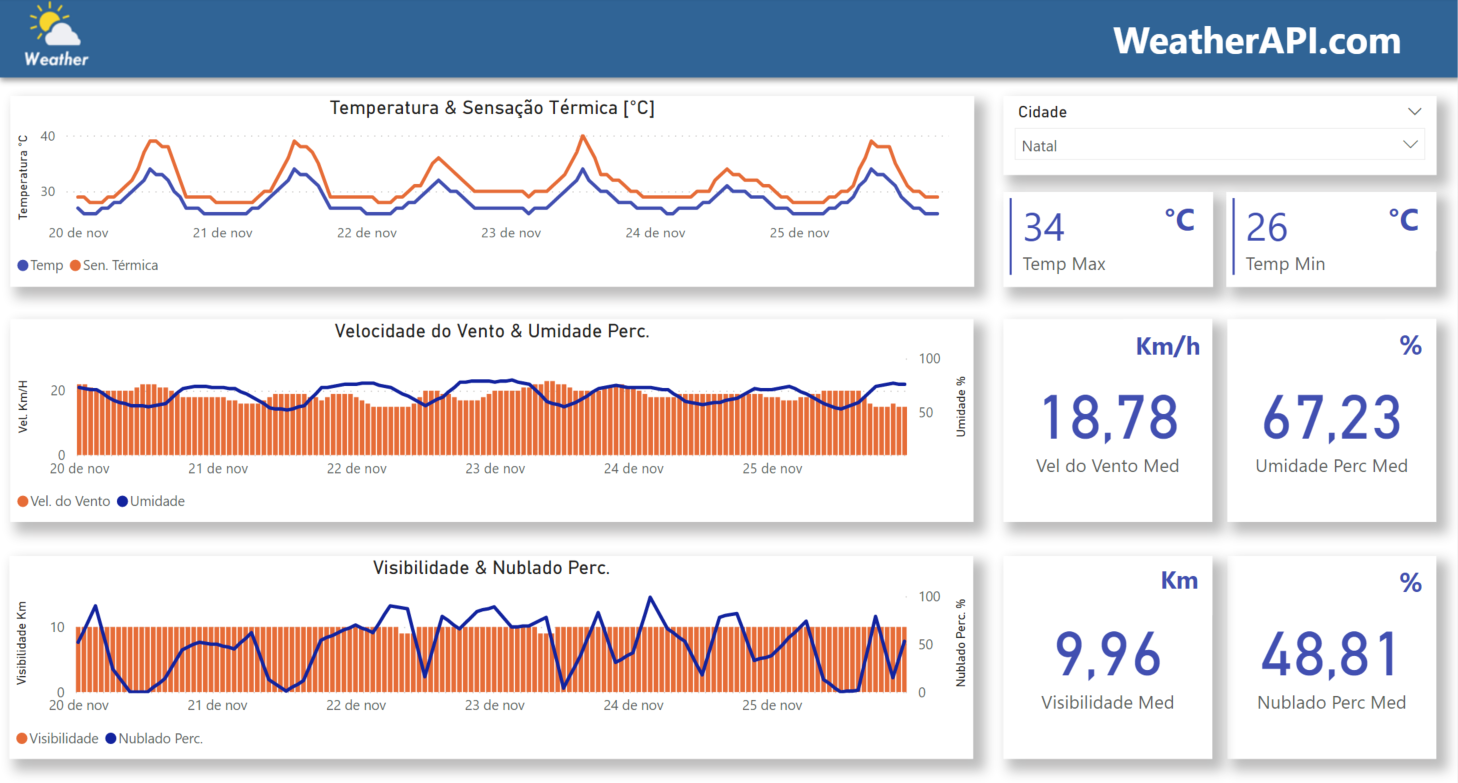 Weather
WeatherAPI.com
Temperatura & Sensação Térmica [°C]
Temperatura °C
40
30
20 de nov 21 de nov 22 de nov 23 de nov 24 de nov 25 de nov
Temp Sen. Térmica
Cidade
Natal
34 °C
Temp Max
26 °C
Temp Min
Velocidade do Vento & Umidade Perc.
Vel. Km/H
20
0
100
50
Umidade %
20 de nov 21 de nov 22 de nov 23 de nov 24 de nov 25 de nov
Vel. do Vento Umidade
Km/h
18,78
Vel do Vento Med
%
67,23
Umidade Perc Med
Visibilidade & Nublado Perc.
Visibilidade Km
10
0
100
50
0
Nublado Perc. %
20 de nov 21 de nov 22 de nov 23 de nov 24 de nov 25 de nov
Visibilidade Nublado Perc.
Km
9,96
Visibilidade Med
%
48,81
Nublado Perc Med